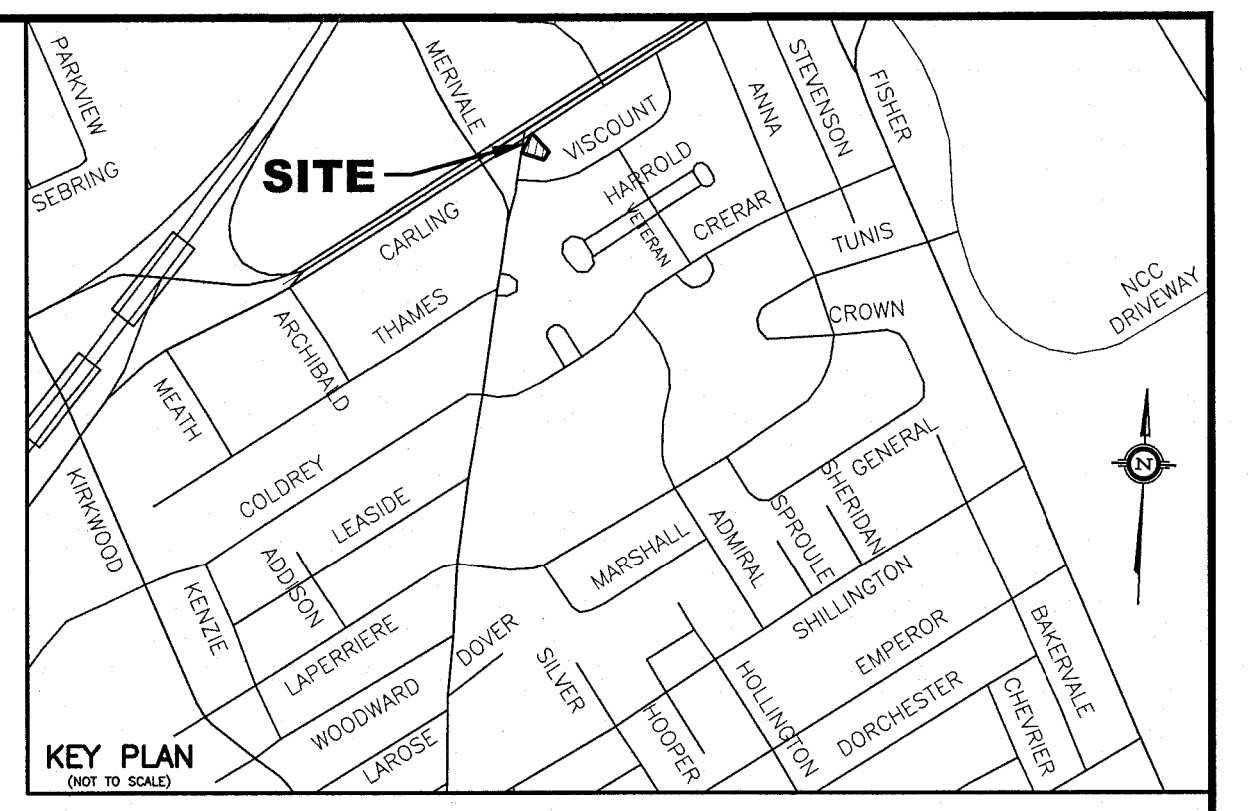 PARKVIEW
MERIVALE
STEVENSON
FISHER
ANNA
VISCOUNT
SITE
HARROLD
SEBRING
VETERAN
CRERAR
CARLING
TUNIS
NCC
DRIVEWAY
THAMES
CROWN
ARCHIBALD
MEATH
GENERAL
COLDREY
SHERIDAN
SPROULE
KIRKWOOD
LEASIDE
ADMIRAL
MARSHALL
N
ADDISON
KENZIE
SHILLINGTON
LAPERRIERE
DOVER
EMPEROR
BAKERVALE
SILVER
WOODWARD
HOLLINGTON
DORCHESTER
CHEVRIER
HOOPER
LAROSE
KEY PLAN
(NOT TO SCALE)